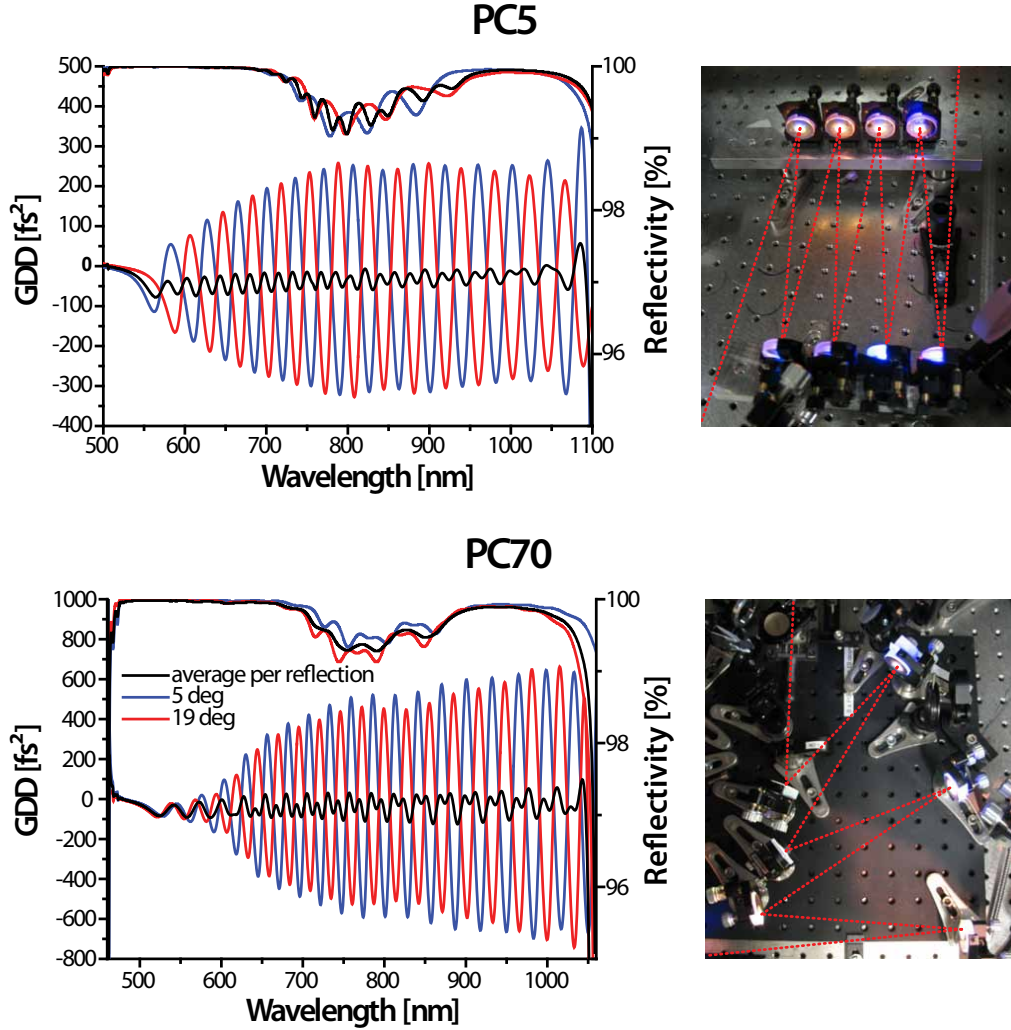 PC5
500
400
300
200
100
0
-100
-200
-300
-400
GDD [fs²]
100
98
96
Reflectivity [%]
500 600 700 800 900 1000 1100
Wavelength [nm]
PC70
1000
800
600
400
200
0
-200
-400
-600
-800
GDD [fs²]
average per reflection
5 deg
19 deg
100
98
96
Reflectivity [%]
500 600 700 800 900 1000
Wavelength [nm]